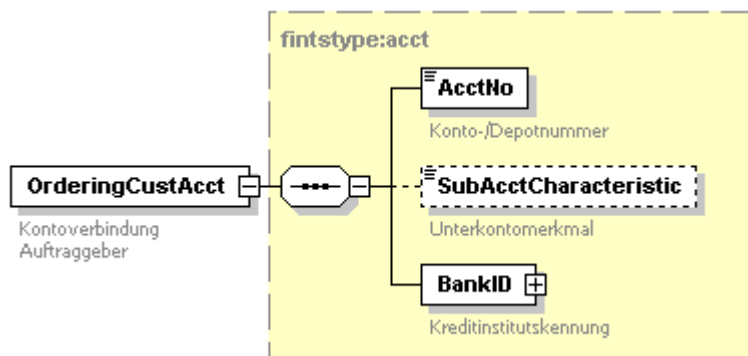 fintstype:acct
AcctNo
Konto-/Depotnummer
OrderingCustAcct
Kontoverbindung
Auftraggeber
SubAcctCharacteristic
Unterkontomerkmal
BankID
Kreditinstitutskennung